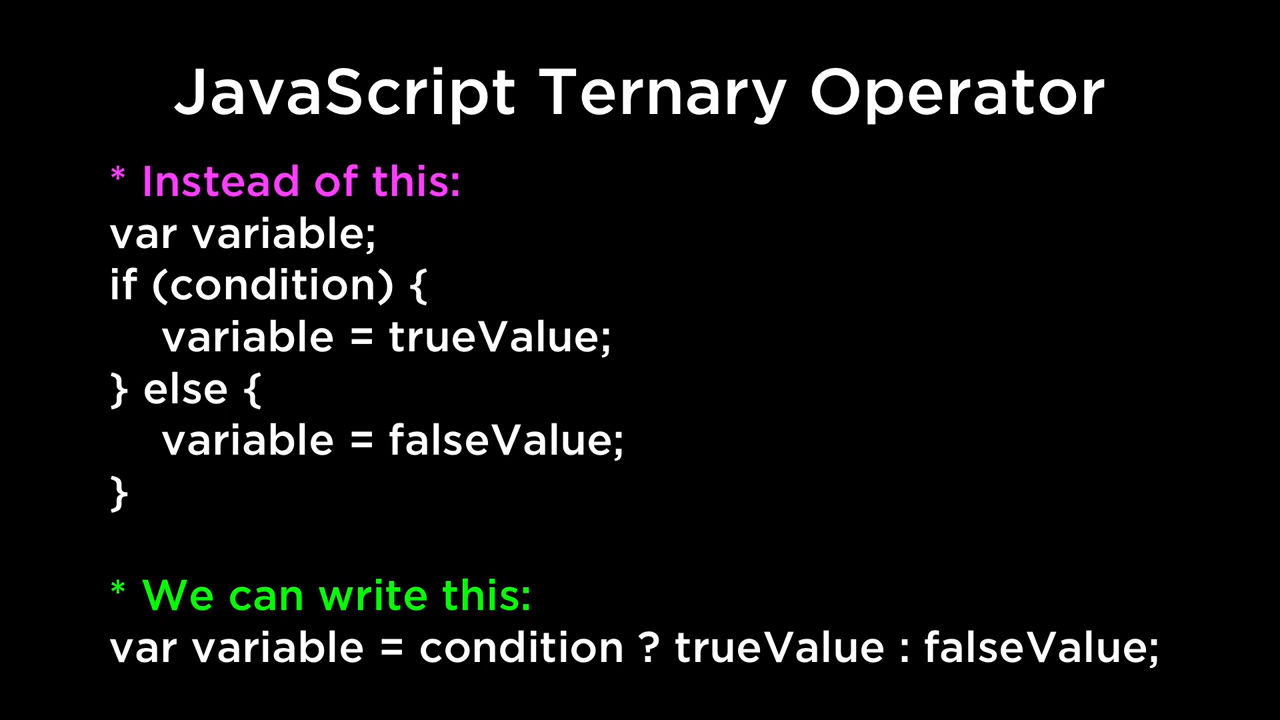 JavaScript Ternary Operator
* Instead of this:
var variable;
if (condition) {
    variable = trueValue;
} else {
    variable = falseValue;
}
* We can write this:
var variable = condition ? trueValue : falseValue;